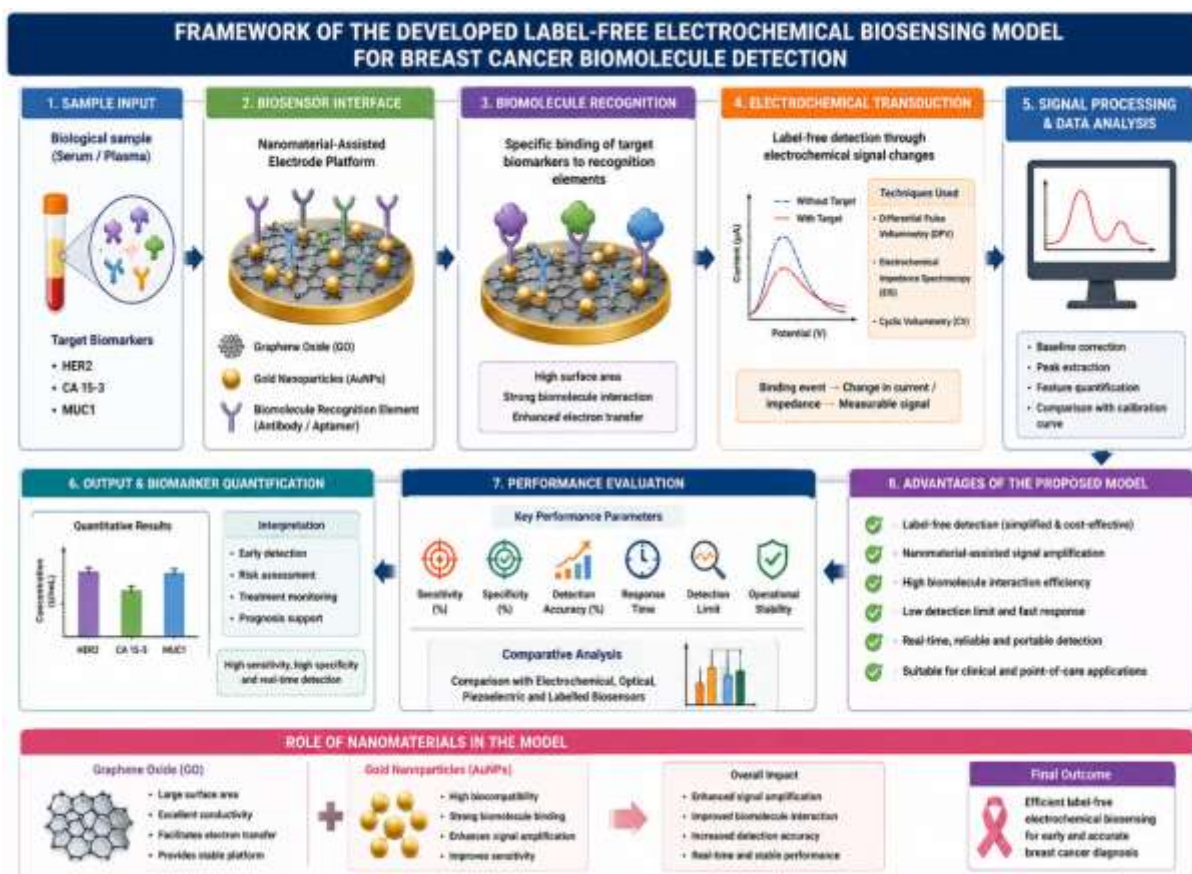 FRAMEWORK OF THE DEVELOPED LABEL-FREE ELECTROCHEMICAL BIOSENSING MODEL
FOR BREAST CANCER BIOMOLECULE DETECTION
1. SAMPLE INPUT
Biological sample
(Serum / Plasma)
Target Biomarkers
• HER2
• CA 15-3
• MUC1
2. BIOSENSOR INTERFACE
Nanomaterial-Assisted
Electrode Platform
Graphene Oxide (GO)
Gold Nanoparticles (AuNPs)
Biomolecule Recognition Element
(Antibody / Aptamer)
3. BIOMOLECULE RECOGNITION
Specific binding of target
biomarkers to recognition
elements
High surface area
Strong biomolecule interaction
Enhanced electron transfer
4. ELECTROCHEMICAL TRANSDUCTION
Label-free detection through
electrochemical signal changes
Without Target
With Target
Current (µA)
Potential (V)
Techniques Used
• Differential Pulse
Voltammetry (DPV)
• Electrochemical
Impedance Spectroscopy
(EIS)
• Cyclic Voltammetry (CV)
Binding event → Change in current /
impedance → Measurable signal
5. SIGNAL PROCESSING
& DATA ANALYSIS
• Baseline correction
• Peak extraction
• Feature quantification
• Comparison with calibration
curve
6. OUTPUT & BIOMARKER QUANTIFICATION
Quantitative Results
Concentration
HER2 CA 15-3 MUC1
Interpretation
• Early detection
• Risk assessment
• Treatment monitoring
• Prognosis support
High sensitivity, high specificity
and real-time detection
7. PERFORMANCE EVALUATION
Key Performance Parameters
Sensitivity
(%)
Specificity
(%)
Detection
Accuracy (%)
Response
Time
Detection
Limit
Operational
Stability
Comparative Analysis
Comparison with Electrochemical, Optical,
Piezoelectric and Labelled Biosensors
8. ADVANTAGES OF THE PROPOSED MODEL
Label-free detection (simplified & cost-effective)
Nanomaterial-assisted signal amplification
High biomolecule interaction efficiency
Low detection limit and fast response
Real-time, reliable and portable detection
Suitable for clinical and point-of-care applications
ROLE OF NANOMATERIALS IN THE MODEL
Graphene Oxide (GO)
• Large surface area
• Excellent conductivity
• Facilitates electron transfer
• Provides stable platform
Gold Nanoparticles (AuNPs)
• High biocompatibility
• Strong biomolecule binding
• Enhances signal amplification
• Improves sensitivity
Overall Impact
• Enhanced signal amplification
• Improved biomolecule interaction
• Increased detection accuracy
• Real-time and stable performance
Final Outcome
Efficient label-free
electrochemical biosensing
for early and accurate
breast cancer diagnosis